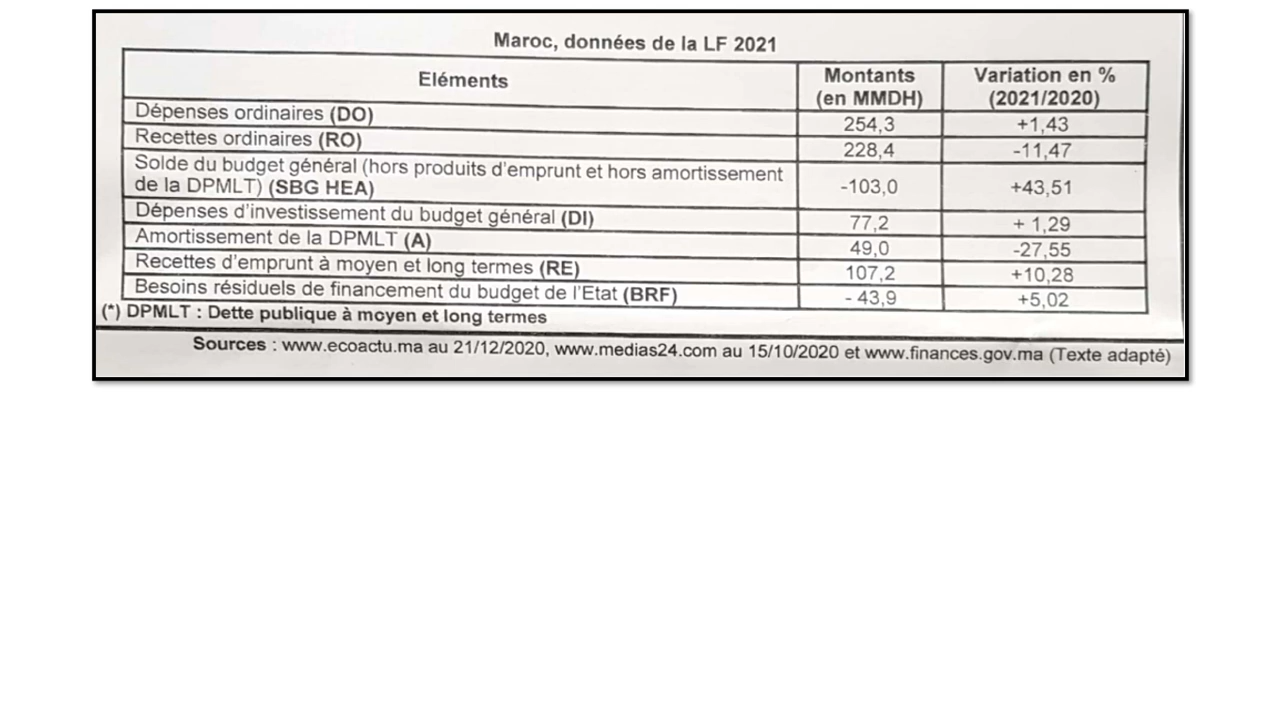 Maroc, données de la LF 2021
Eléments Montants (en MMDH) Variation en % (2021/2020)
Dépenses ordinaires (DO) 254,3 +1,43
Recettes ordinaires (RO) 228,4 -11,47
Solde du budget général (hors produits d'emprunt et hors amortissement
de la DPMLT) (SBG HEA) -103,0 +43,51
Dépenses d'investissement du budget général (DI) 77,2 + 1,29
Amortissement de la DPMLT (A) 49,0 -27,55
Recettes d'emprunt à moyen et long termes (RE) 107,2 +10,28
Besoins résiduels de financement du budget de l'Etat (BRF) - 43,9 +5,02
(*) DPMLT : Dette publique à moyen et long termes
Sources : www.ecoactu.ma au 21/12/2020, www.medias24.com au 15/10/2020 et www.finances.gov.ma (Texte adapté)